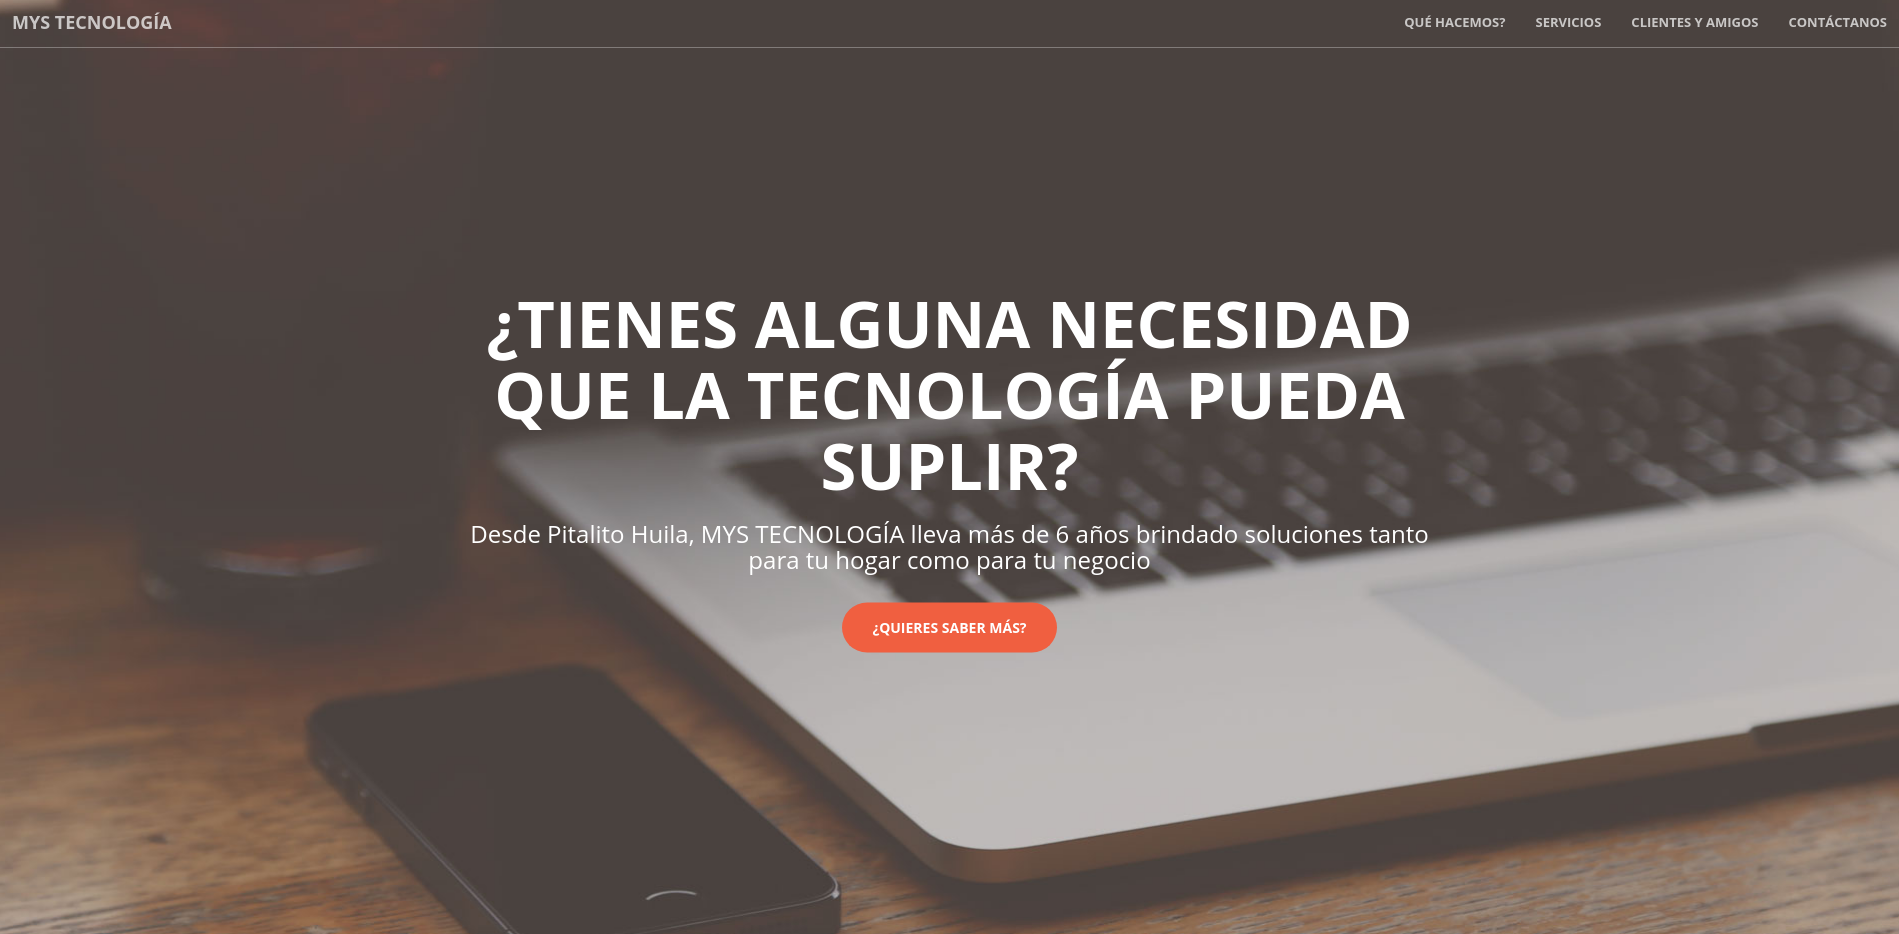 MYS TECNOLOGÍA
QUÉ HACEMOS? SERVICIOS CLIENTES Y AMIGOS CONTÁCTANOS
¿TIENES ALGUNA NECESIDAD
QUE LA TECNOLOGÍA PUEDA
SUPLIR?
Desde Pitalito Huila, MYS TECNOLOGÍA lleva más de 6 años brindado soluciones tanto
para tu hogar como para tu negocio
¿QUIERES SABER MÁS?